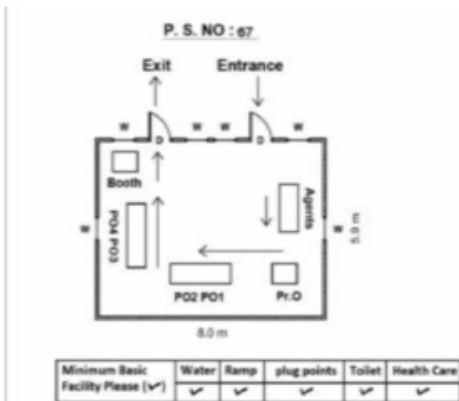 P. S. NO : 67
Exit Entrance
W W W W
D D
Booth
Agents
W W
PO4 PO3
5.9 m
PO2 PO1 Pr.O
8.0 m
Minimum Basic Facility Please (✓) Water Ramp plug points Toilet Health Care
✓ ✓ ✓ ✓ ✓